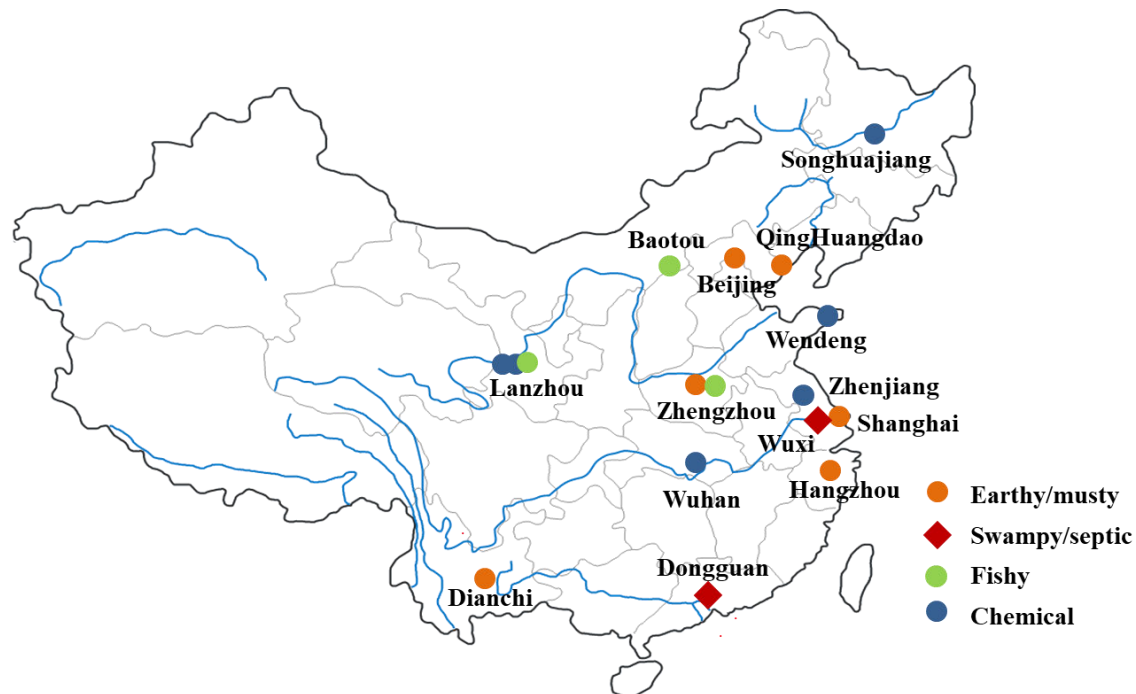 Songhuajiang
Baotou
QingHuangdao
Beijing
Wendeng
Lanzhou
Zhenjiang
Zhengzhou
Shanghai
Wuxi
Wuhan
Hangzhou
Earthy/musty
Swampy/septic
Dongguan
Fishy
Dianchi
Chemical